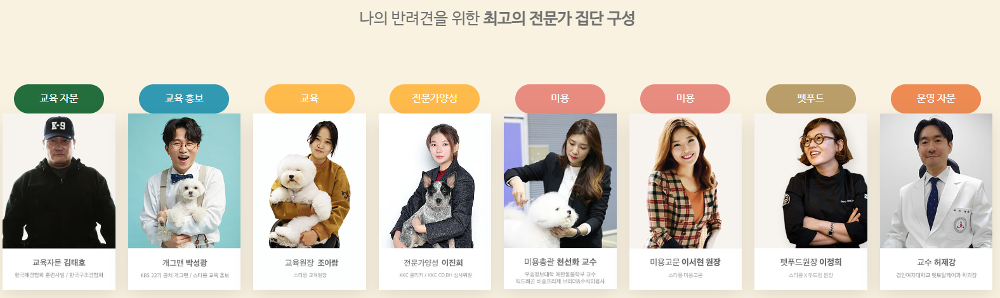 나의 반려견을 위한 최고의 전문가 집단 구성
교육 자문
교육 홍보
교육
전문가양성
미용
미용
펫푸드
운영 자문
K-9
교육자문 김태호
한국애견협회 훈련사범 / 한국구조견협회
개그맨 박성광
KBS 22기 공채 개그맨 / 스타몽 교육 홍보
교육원장 조아람
스타몽 교육원장
전문가양성 이진희
KKC 클리커 / KKC CD,BH 심사위원
미용총괄 천선화 교수
우송정보대학 애완동물학부 교수
릭드래곤 비숑프리제 브리더&수석미용사
미용고문 이서현 원장
스타몽 미용고문
펫푸드원장 이정희
스타몽 X 두드림 원장
교수 허제강
경인여자대학교 펫토탈케어과 학과장